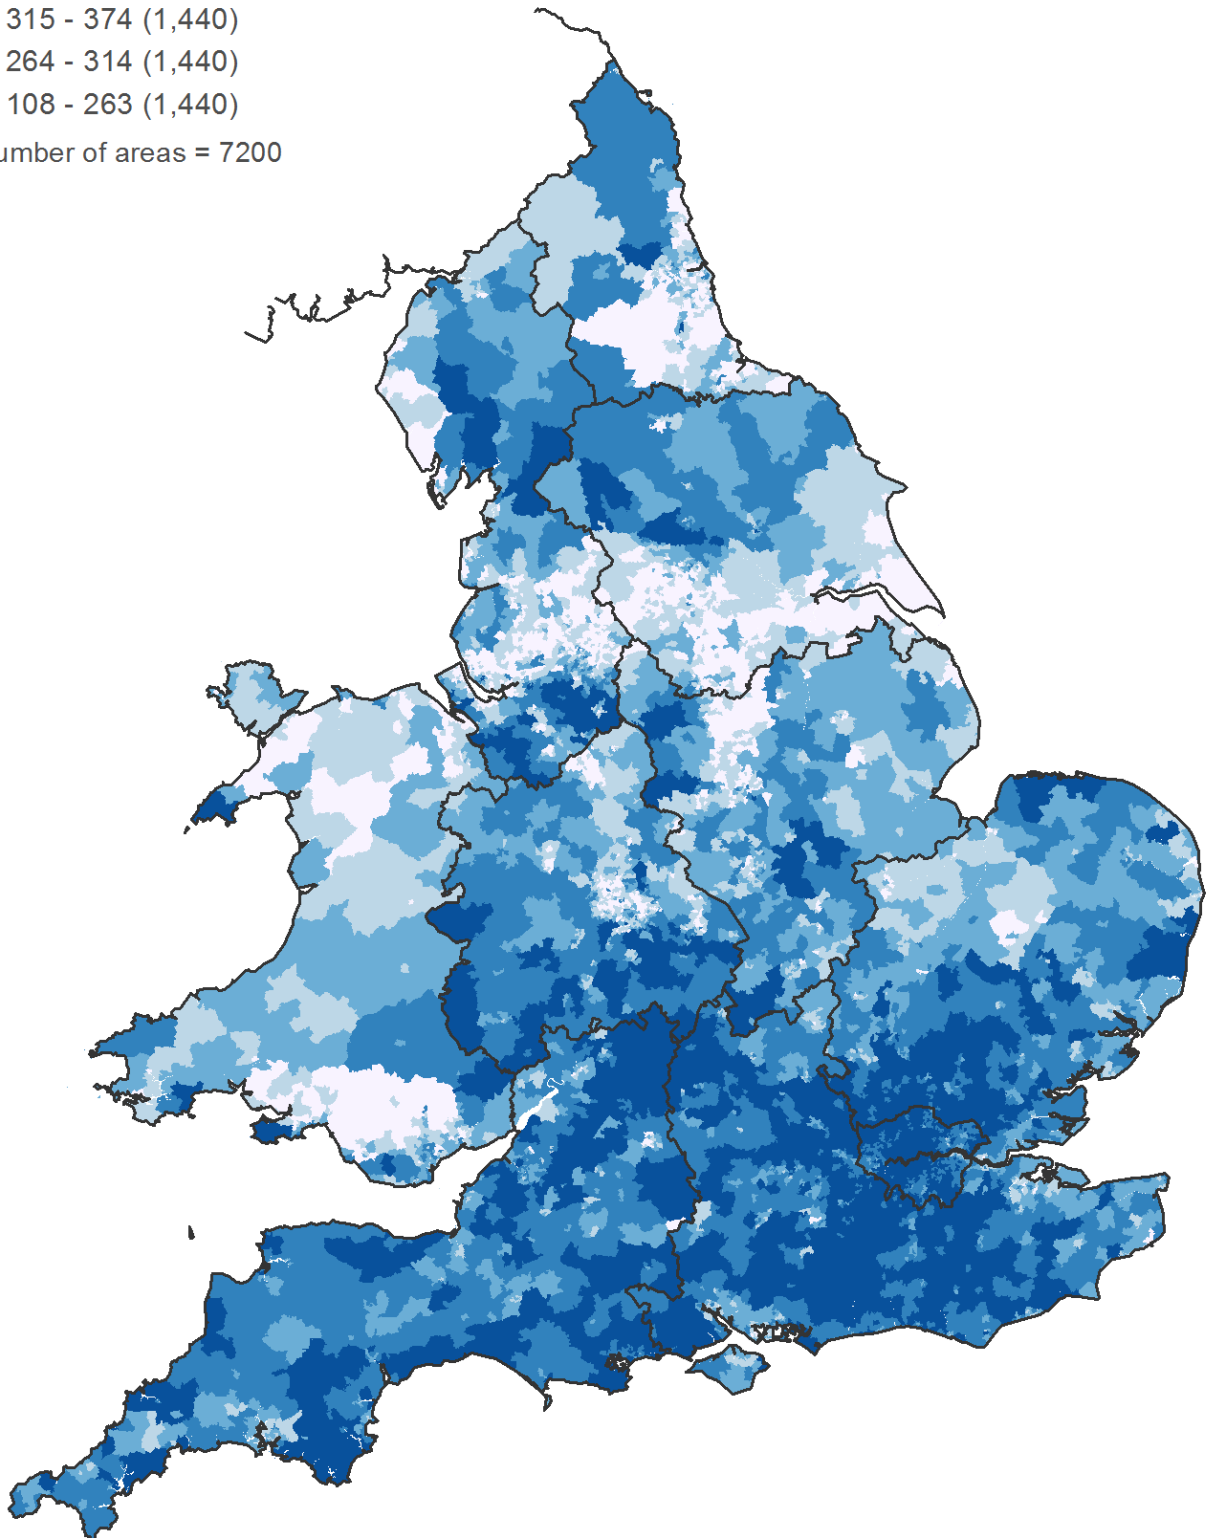 315 - 374 (1,440)
264 - 314 (1,440)
108 - 263 (1,440)
umber of areas = 7200